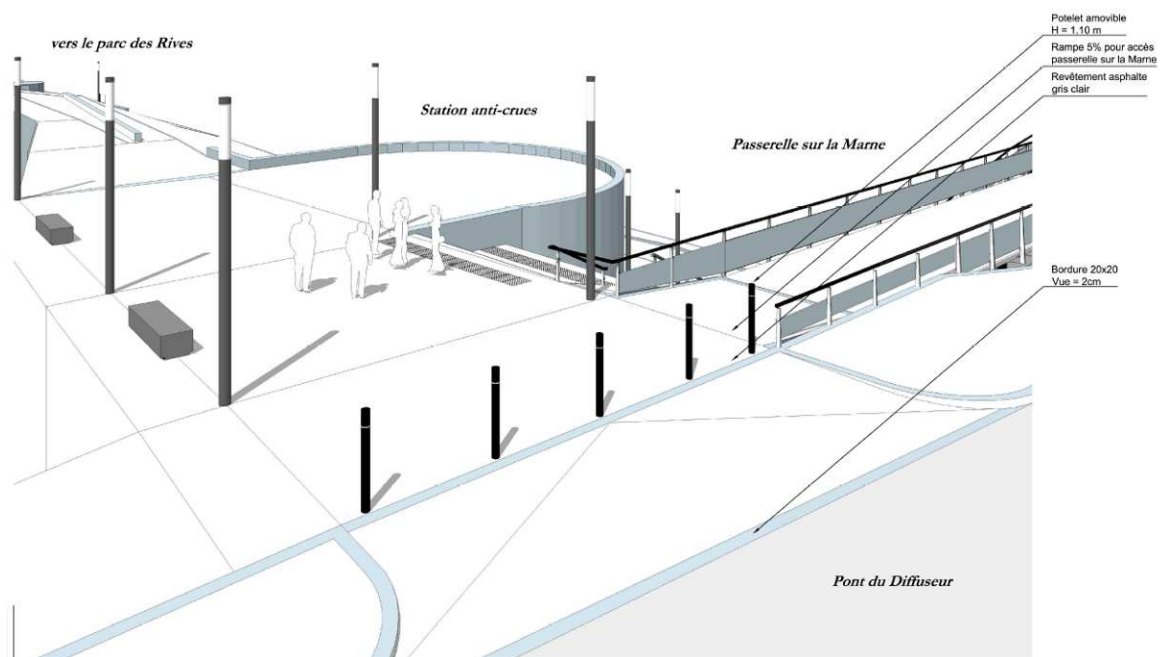 Potelet amovible
H = 1.10 m
Rampe 5% pour accès
passerelle sur la Marne
Revêtement asphalte
gris clair
vers le parc des Rives
Station anti-crues
Passerelle sur la Marne
Bordure 20x20
Vue = 2cm
Pont du Diffuseur